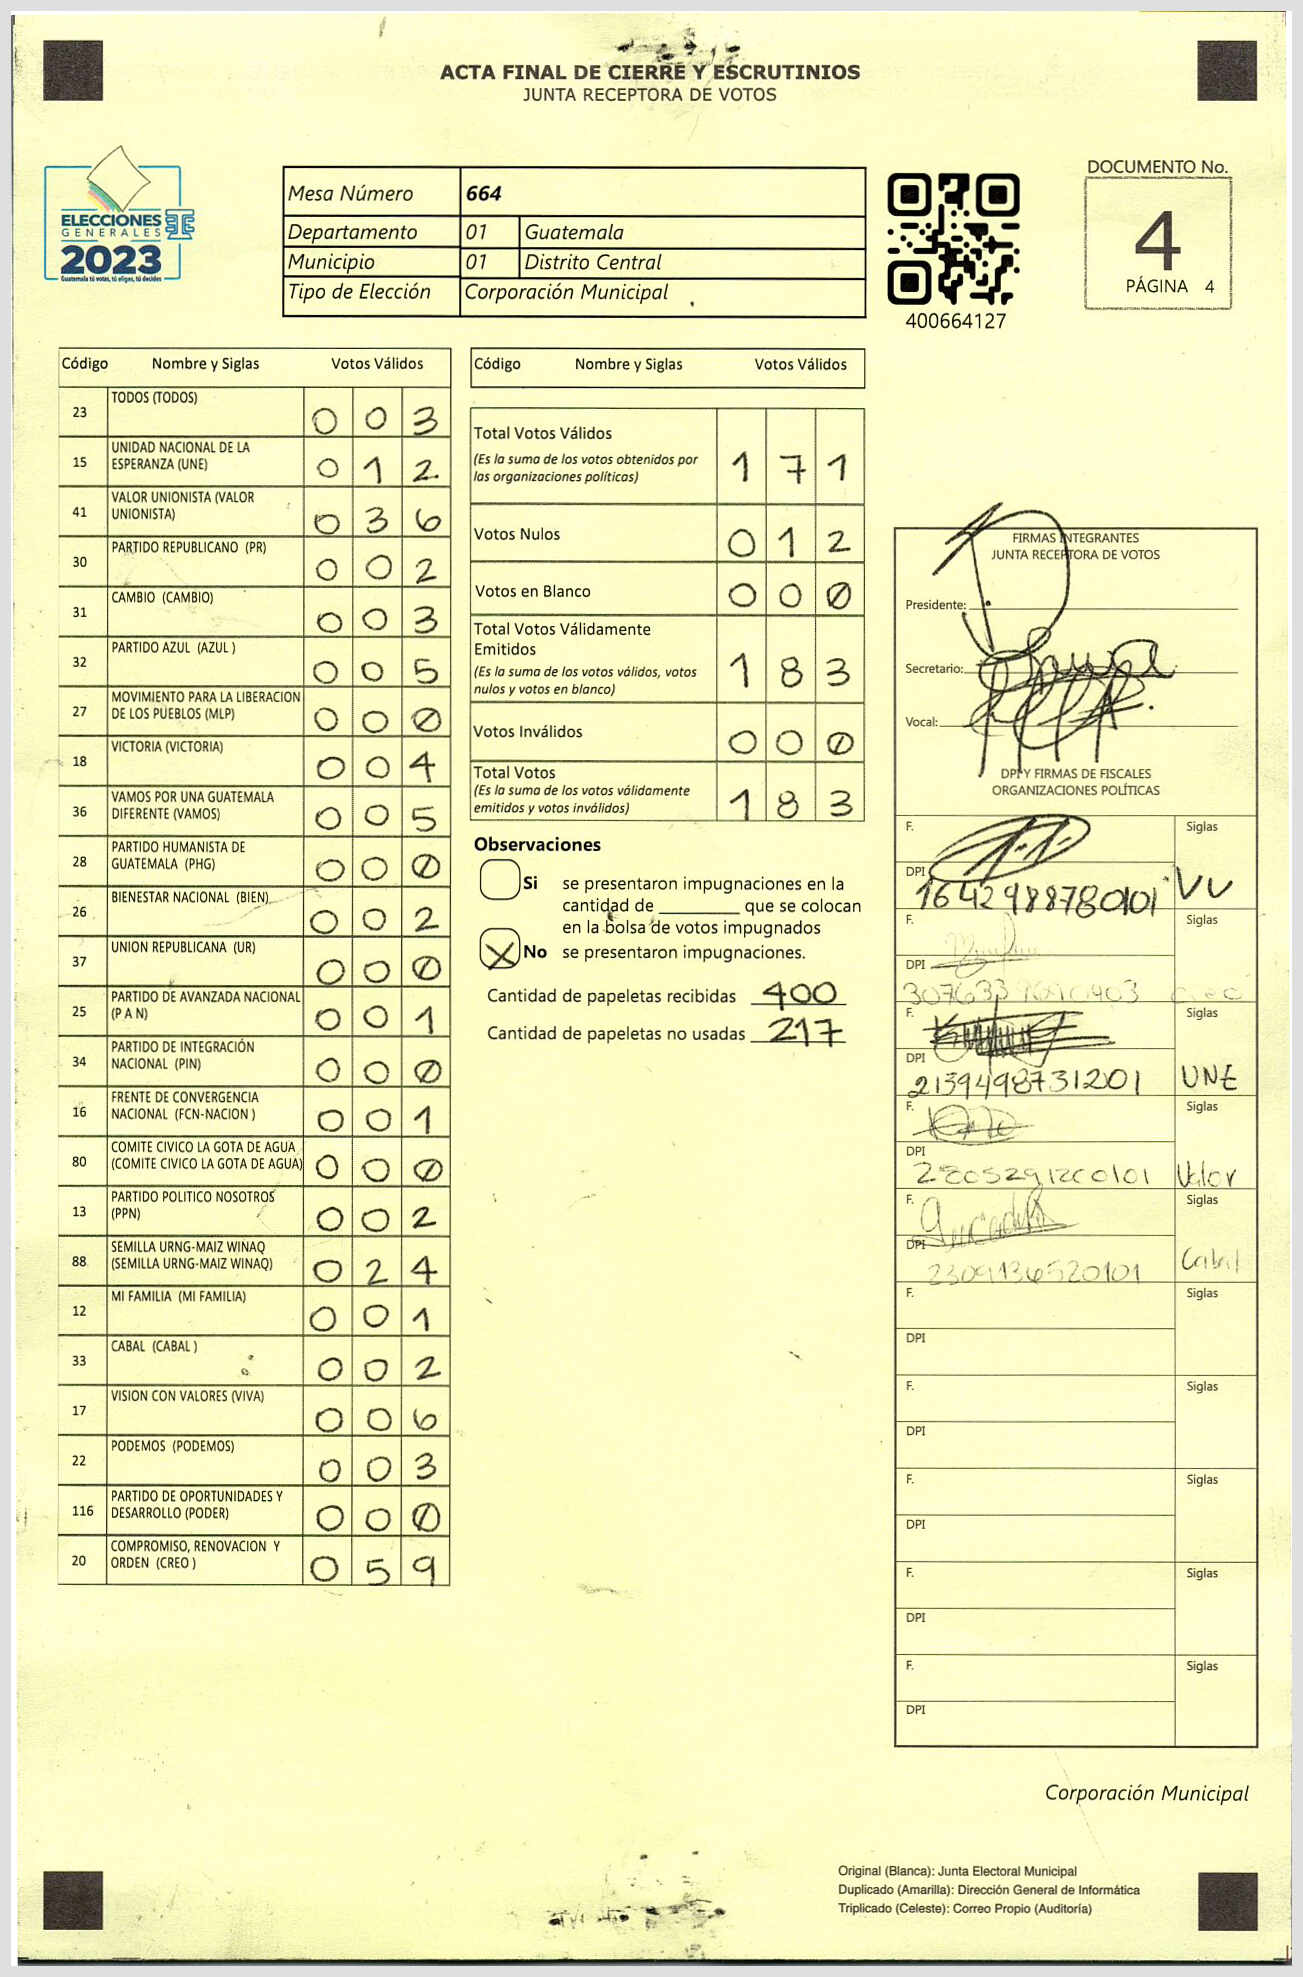 ACTA FINAL DE CIERRE Y ESCRUTINIOS
JUNTA RECEPTORA DE VOTOS
ELECCIONES
GENERALES
2023
Guatemala tú votas, tú eliges, tú decides
Mesa Número 664
Departamento 01 Guatemala
Municipio 01 Distrito Central
Tipo de Elección Corporación Municipal
400664127
DOCUMENTO No.
4
PÁGINA 4
Código Nombre y Siglas Votos Válidos
23 TODOS (TODOS) 0 0 3
15 UNIDAD NACIONAL DE LA
ESPERANZA (UNE) 0 1 2
41 VALOR UNIONISTA (VALOR
UNIONISTA) 0 3 6
30 PARTIDO REPUBLICANO (PR) 0 0 2
31 CAMBIO (CAMBIO) 0 0 3
32 PARTIDO AZUL (AZUL ) 0 0 5
27 MOVIMIENTO PARA LA LIBERACION
DE LOS PUEBLOS (MLP) 0 0 0
18 VICTORIA (VICTORIA) 0 0 4
36 VAMOS POR UNA GUATEMALA
DIFERENTE (VAMOS) 0 0 5
28 PARTIDO HUMANISTA DE
GUATEMALA (PHG) 0 0 0
26 BIENESTAR NACIONAL (BIEN) 0 0 2
37 UNION REPUBLICANA (UR) 0 0 0
25 PARTIDO DE AVANZADA NACIONAL
(P A N) 0 0 1
34 PARTIDO DE INTEGRACIÓN
NACIONAL (PIN) 0 0 0
16 FRENTE DE CONVERGENCIA
NACIONAL (FCN-NACION ) 0 0 1
80 COMITE CIVICO LA GOTA DE AGUA
(COMITE CIVICO LA GOTA DE AGUA) 0 0 0
13 PARTIDO POLITICO NOSOTROS
(PPN) 0 0 2
88 SEMILLA URNG-MAIZ WINAQ
(SEMILLA URNG-MAIZ WINAQ) 0 2 4
12 MI FAMILIA (MI FAMILIA) 0 0 1
33 CABAL (CABAL ) 0 0 2
17 VISION CON VALORES (VIVA) 0 0 6
22 PODEMOS (PODEMOS) 0 0 3
116 PARTIDO DE OPORTUNIDADES Y
DESARROLLO (PODER) 0 0 0
20 COMPROMISO, RENOVACION Y
ORDEN (CREO ) 0 5 9
Código Nombre y Siglas Votos Válidos
Total Votos Válidos
(Es la suma de los votos obtenidos por
las organizaciones políticas) 1 7 1
Votos Nulos 0 1 2
Votos en Blanco 0 0 0
Total Votos Válidamente
Emitidos
(Es la suma de los votos válidos, votos
nulos y votos en blanco) 1 8 3
Votos Inválidos 0 0 0
Total Votos
(Es la suma de los votos válidamente
emitidos y votos inválidos) 1 8 3
Observaciones
Si se presentaron impugnaciones en la
cantidad de ________ que se colocan
en la bolsa de votos impugnados
X No se presentaron impugnaciones.
Cantidad de papeletas recibidas 400
Cantidad de papeletas no usadas 217
FIRMAS INTEGRANTES
JUNTA RECEPTORA DE VOTOS
Presidente:
Secretario:
Vocal:
DPI Y FIRMAS DE FISCALES
ORGANIZACIONES POLÍTICAS
F. Siglas
DPI 1642988780101 VV
F. Siglas
DPI
F. Siglas
DPI 2159498731201 UNE
F. Siglas
DPI Valor
F. Siglas
DPI 2309136520101 Cabal
F. Siglas
DPI
F. Siglas
DPI
F. Siglas
DPI
F. Siglas
DPI
F. Siglas
DPI
Corporación Municipal
Original (Blanca): Junta Electoral Municipal
Duplicado (Amarilla): Dirección General de Informática
Triplicado (Celeste): Correo Propio (Auditoría)